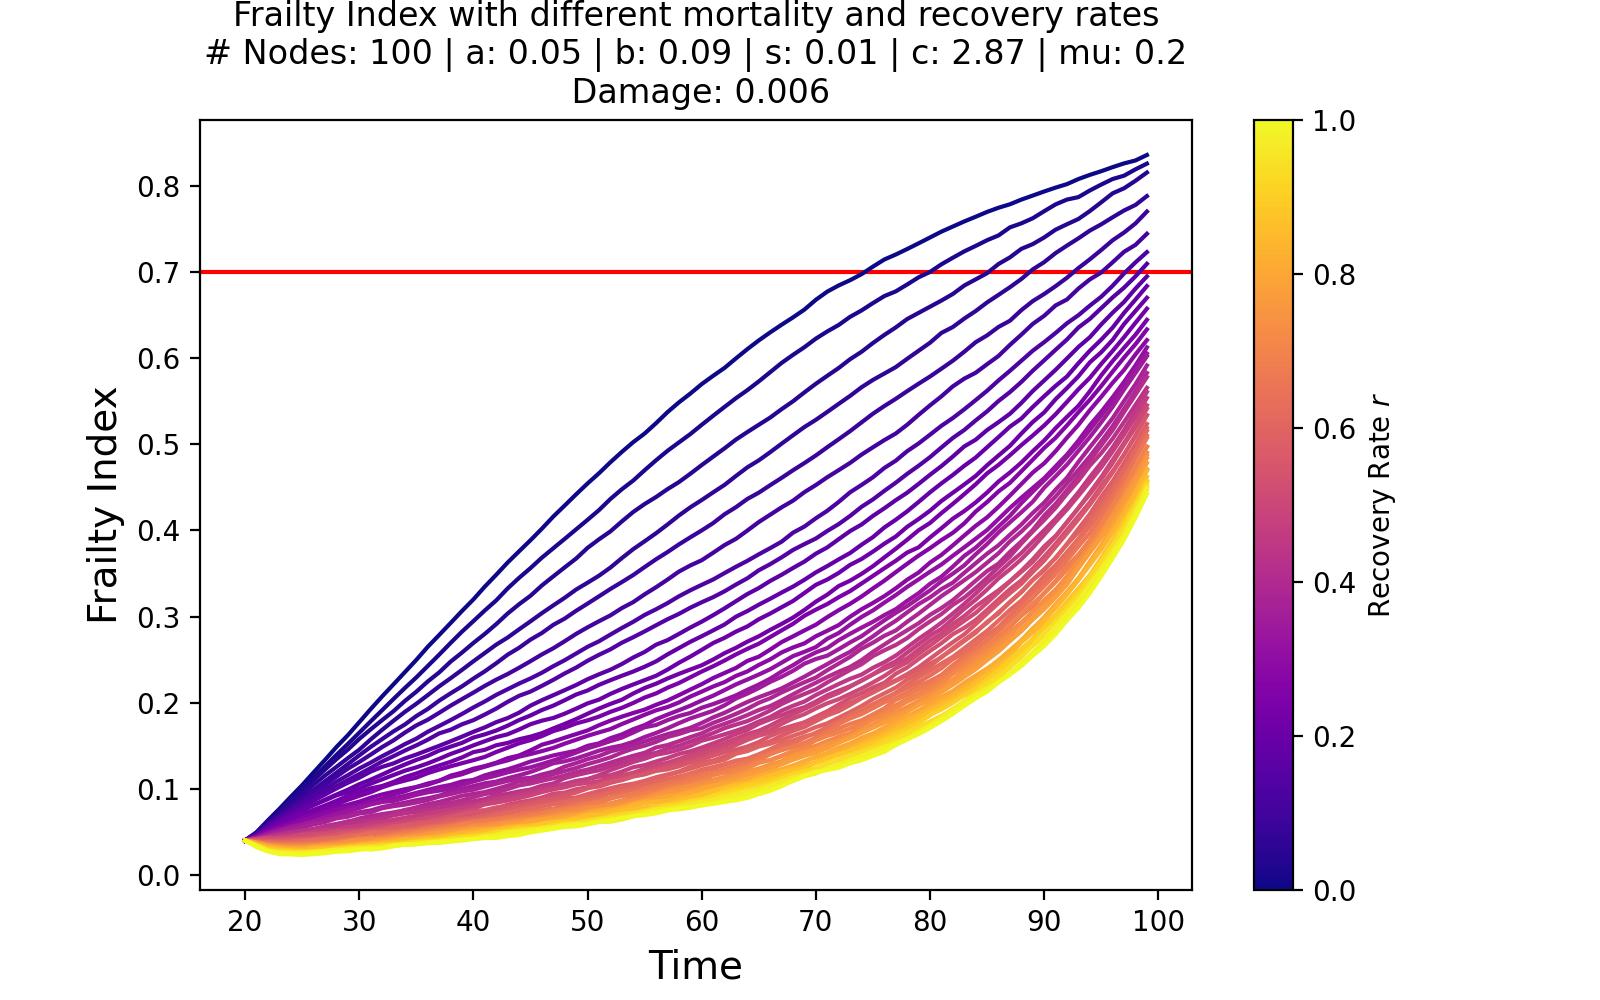 Frailty Index with different mortality and recovery rates
# Nodes: 100 | a: 0.05 | b: 0.09 | s: 0.01 | c: 2.87 | mu: 0.2
Damage: 0.006
Frailty Index
0.8
0.7
0.6
0.5
0.4
0.3
0.2
0.1
0.0
20 30 40 50 60 70 80 90 100
Time
1.0
0.8
0.6
0.4
0.2
0.0
Recovery Rate r